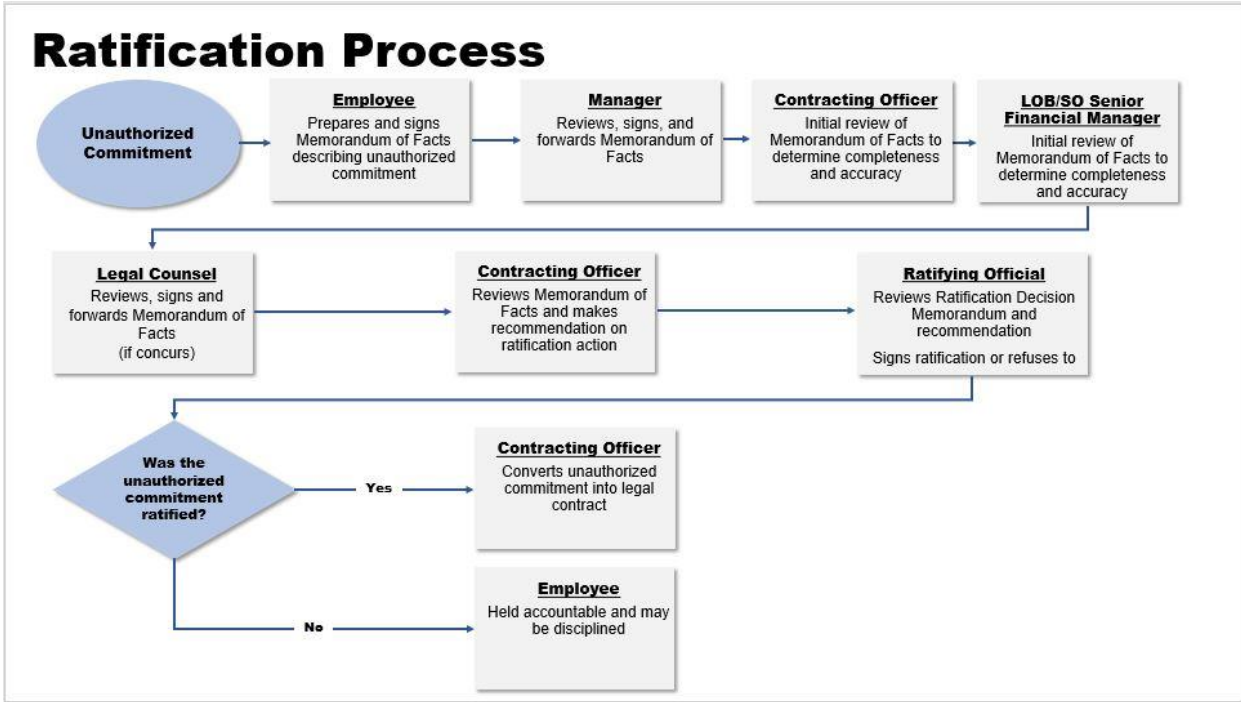 Ratification Process
Unauthorized
Commitment
Employee
Prepares and signs
Memorandum of Facts
describing unauthorized
commitment
Manager
Reviews, signs, and
forwards Memorandum of
Facts
Contracting Officer
Initial review of
Memorandum of Facts to
determine completeness
and accuracy
LOB/SO Senior
Financial Manager
Initial review of
Memorandum of Facts to
determine completeness
and accuracy
Legal Counsel
Reviews, signs and
forwards Memorandum of
Facts
(if concurs)
Contracting Officer
Reviews Memorandum of
Facts and makes
recommendation on
ratification action
Ratifying Official
Reviews Ratification Decision
Memorandum and
recommendation
Signs ratification or refuses to
Was the
unauthorized
commitment
ratified?
Yes
Contracting Officer
Converts unauthorized
commitment into legal
contract
No
Employee
Held accountable and may
be disciplined